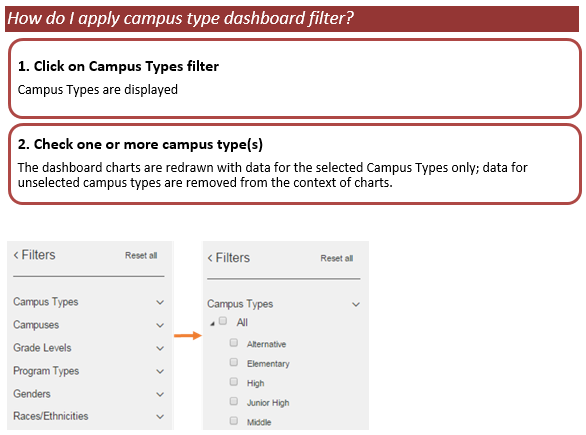 How do I apply campus type dashboard filter?
1. Click on Campus Types filter
Campus Types are displayed
2. Check one or more campus type(s)
The dashboard charts are redrawn with data for the selected Campus Types only; data for
unselected campus types are removed from the context of charts.
< Filters Reset all
Campus Types
Campuses
Grade Levels
Program Types
Genders
Races/Ethnicities
< Filters Reset all
Campus Types
All
Alternative
Elementary
High
Junior High
Middle